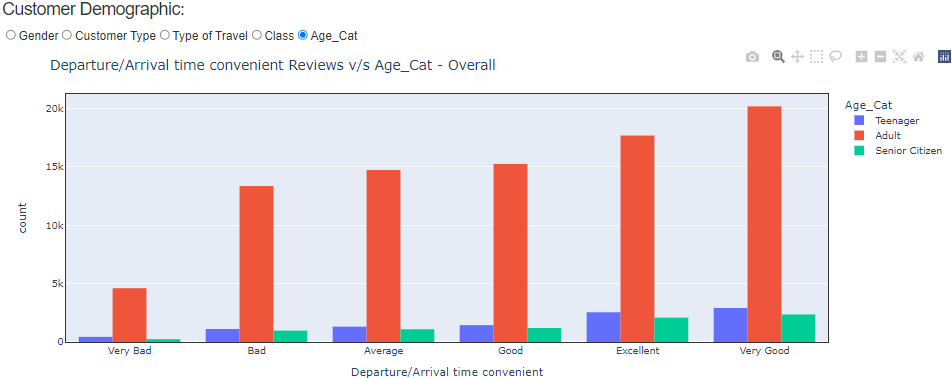 Customer Demographic:
Gender Customer Type Type of Travel Class Age_Cat
Departure/Arrival time convenient Reviews v/s Age_Cat - Overall
Age_Cat
Teenager
Adult
Senior Citizen
count
20k
15k
10k
5k
0
Very Bad Bad Average Good Excellent Very Good
Departure/Arrival time convenient